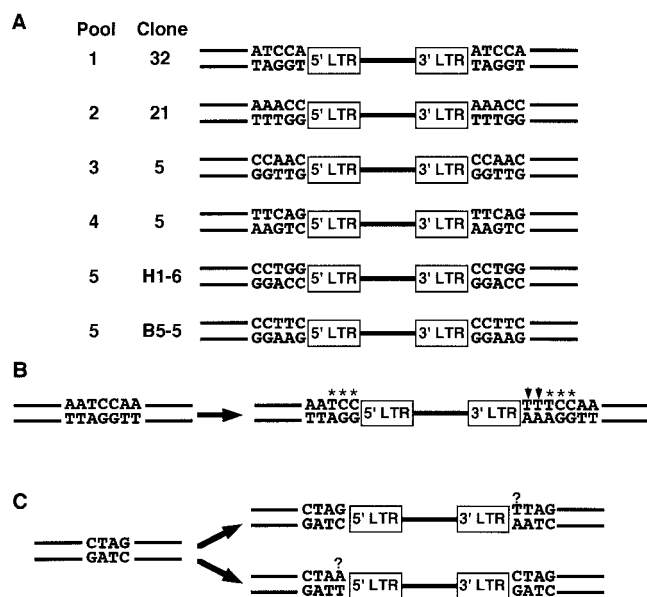 A
Pool Clone
1 32 ATCCA 5' LTR 3' LTR ATCCA
TAGGT TAGGT
2 21 AAACC 5' LTR 3' LTR AAACC
TTTGG TTTGG
3 5 CCAAC 5' LTR 3' LTR CCAAC
GGTTG GGTTG
4 5 TTCAG 5' LTR 3' LTR TTCAG
AAGTC AAGTC
5 H1-6 CCTGG 5' LTR 3' LTR CCTGG
GGACC GGACC
5 B5-5 CCTTC 5' LTR 3' LTR CCTTC
GGAAG GGAAG
B
*** ***
AATCCAA AATCC 5' LTR 3' LTR TTTCCAA
TTAGGTT TTAGG AAAGGTT
C
?
CTAG 5' LTR 3' LTR TTAG
GATC AATC
CTAG
GATC
?
CTAA 5' LTR 3' LTR CTAG
GATT GATC